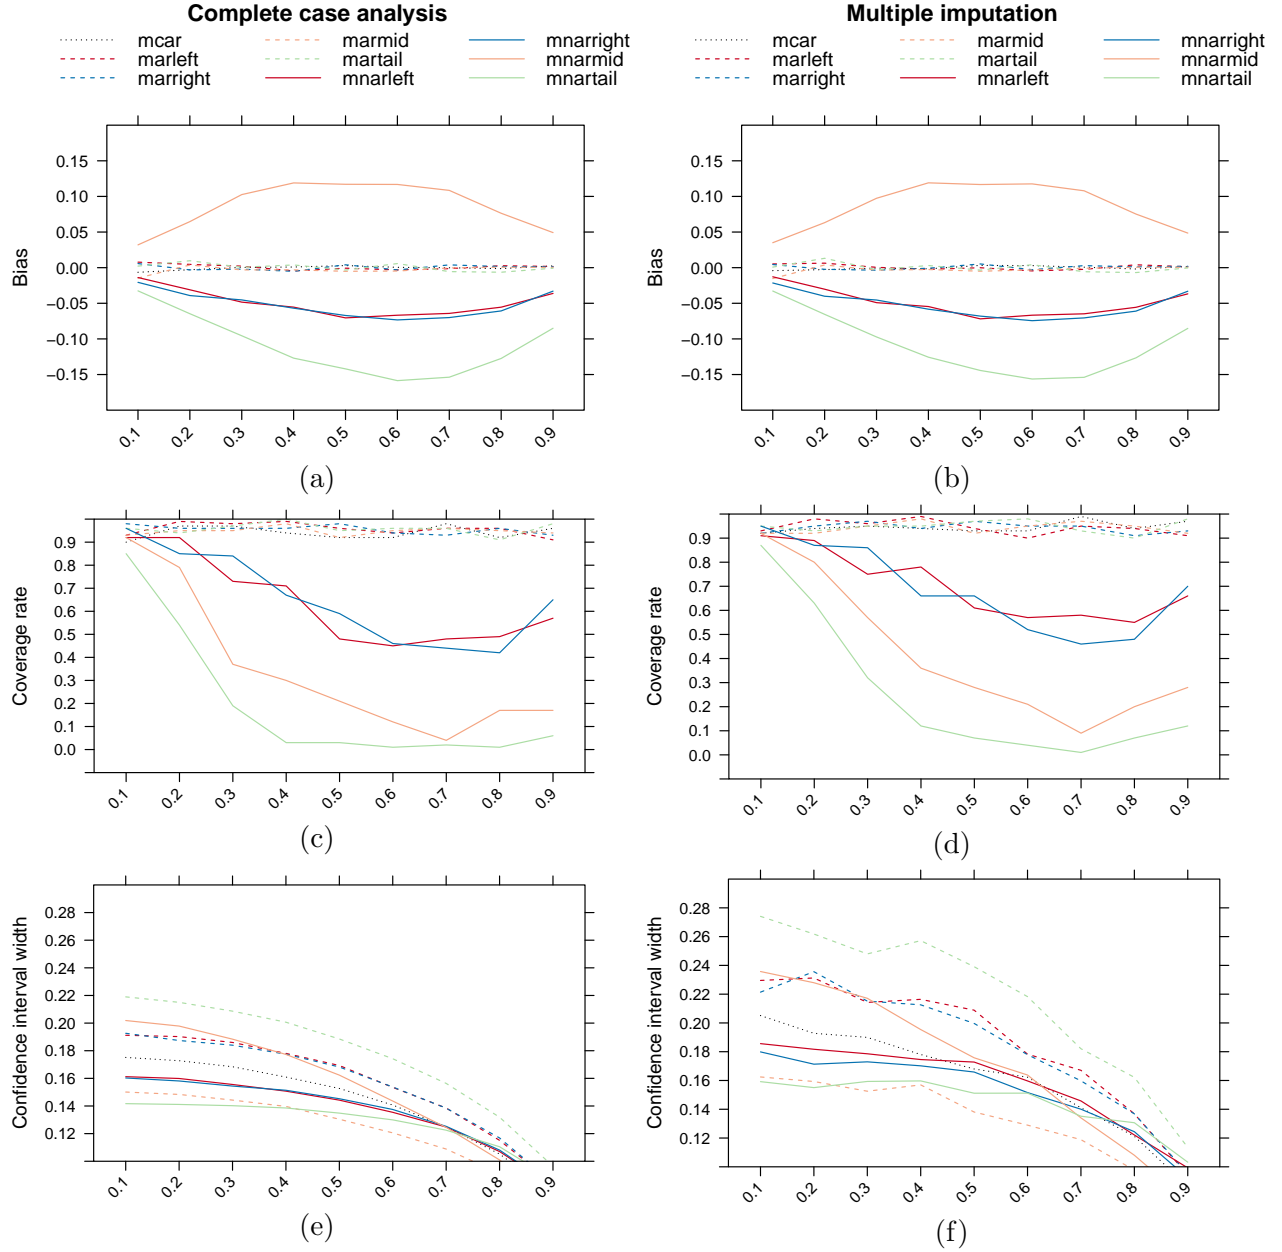 Complete case analysis
mcar marmid mnarright
marleft martail mnarmid
marright mnarleft mnartail
Multiple imputation
mcar marmid mnarright
marleft martail mnarmid
marright mnarleft mnartail
Bias
0.15
0.10
0.05
0.00
−0.05
−0.10
−0.15
0.1 0.2 0.3 0.4 0.5 0.6 0.7 0.8 0.9
(a)
Bias
0.15
0.10
0.05
0.00
−0.05
−0.10
−0.15
0.1 0.2 0.3 0.4 0.5 0.6 0.7 0.8 0.9
(b)
Coverage rate
0.9
0.8
0.7
0.6
0.5
0.4
0.3
0.2
0.1
0.0
0.1 0.2 0.3 0.4 0.5 0.6 0.7 0.8 0.9
(c)
Coverage rate
0.9
0.8
0.7
0.6
0.5
0.4
0.3
0.2
0.1
0.0
0.1 0.2 0.3 0.4 0.5 0.6 0.7 0.8 0.9
(d)
Confidence interval width
0.28
0.26
0.24
0.22
0.20
0.18
0.16
0.14
0.12
0.1 0.2 0.3 0.4 0.5 0.6 0.7 0.8 0.9
(e)
Confidence interval width
0.28
0.26
0.24
0.22
0.20
0.18
0.16
0.14
0.12
0.1 0.2 0.3 0.4 0.5 0.6 0.7 0.8 0.9
(f)